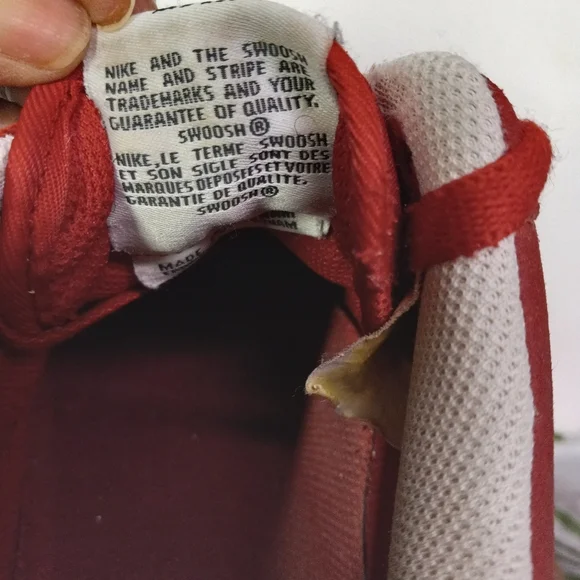 NIKE AND THE SWOOSH
NAME AND STRIPE ARE
TRADEMARKS AND YOUR
GUARANTEE OF QUALITY.
SWOOSH®
NIKE, LE TERME SWOOSH
ET SON SIGLE SONT DES
MARQUES DEPOSEES ET VOTRE
GARANTIE DE QUALITE.
SWOOSH®
MADE